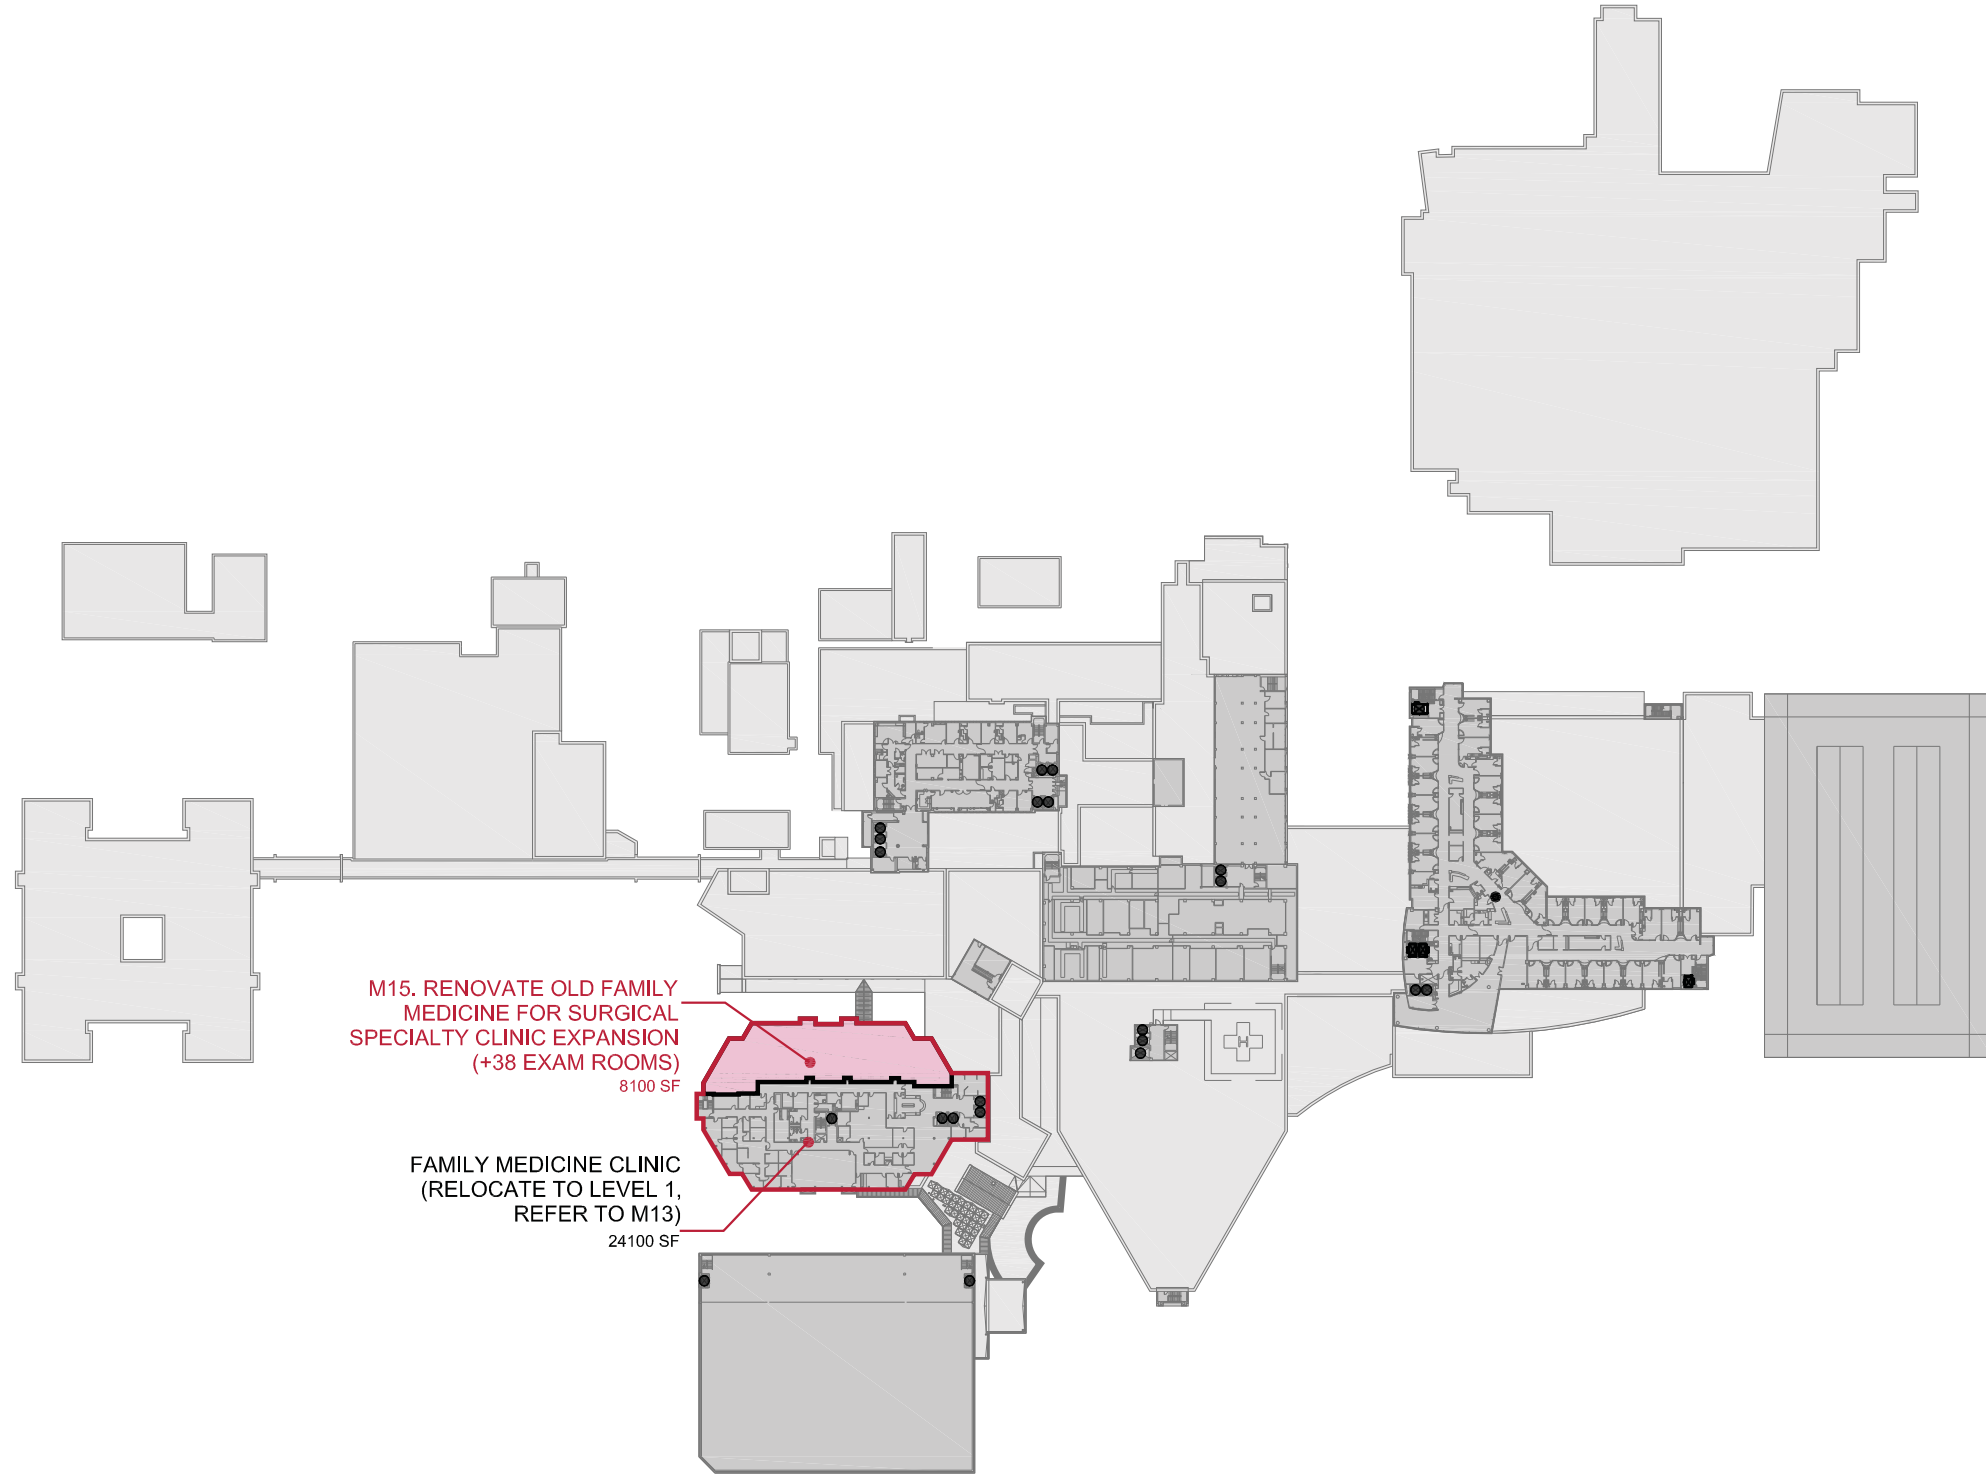 M15. RENOVATE OLD FAMILY
MEDICINE FOR SURGICAL
SPECIALTY CLINIC EXPANSION
(+38 EXAM ROOMS)
8100 SF
FAMILY MEDICINE CLINIC
(RELOCATE TO LEVEL 1,
REFER TO M13)
24100 SF